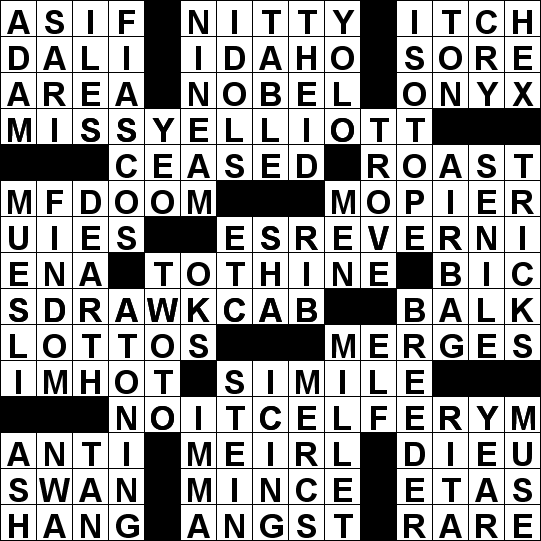 ASIF NITTY ITCH
DALI IDAHO SORE
AREA NOBEL ONYX
MISSYELLIOTT
CEASED ROAST
MFDOOM MOPIER
UIES ESREVERNI
ENA TOTHINE BIC
SDRAWKCAB BALK
LOTTOS MERGES
IMHOT SIMILE
NOITCELFERYM
ANTI MEIRL DIEU
SWAN MINCE ETAS
HANG ANGST RARE